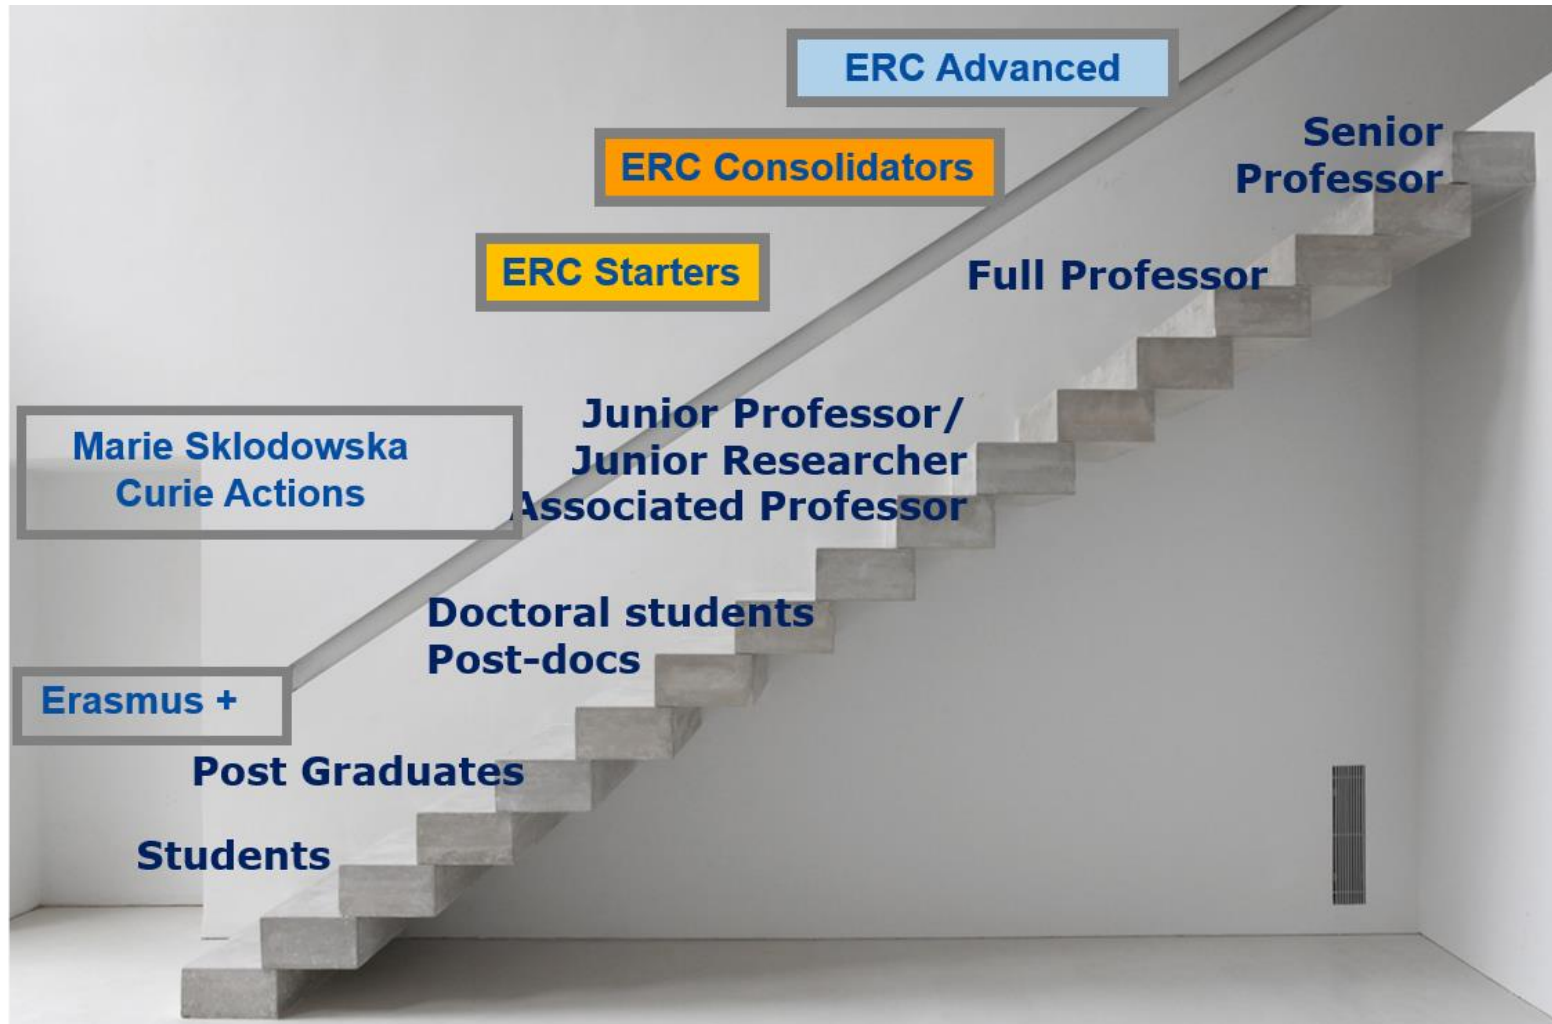 ERC Advanced
Senior
Professor
ERC Consolidators
ERC Starters
Full Professor
Junior Professor/
Junior Researcher
Associated Professor
Marie Sklodowska
Curie Actions
Doctoral students
Post-docs
Erasmus +
Post Graduates
Students